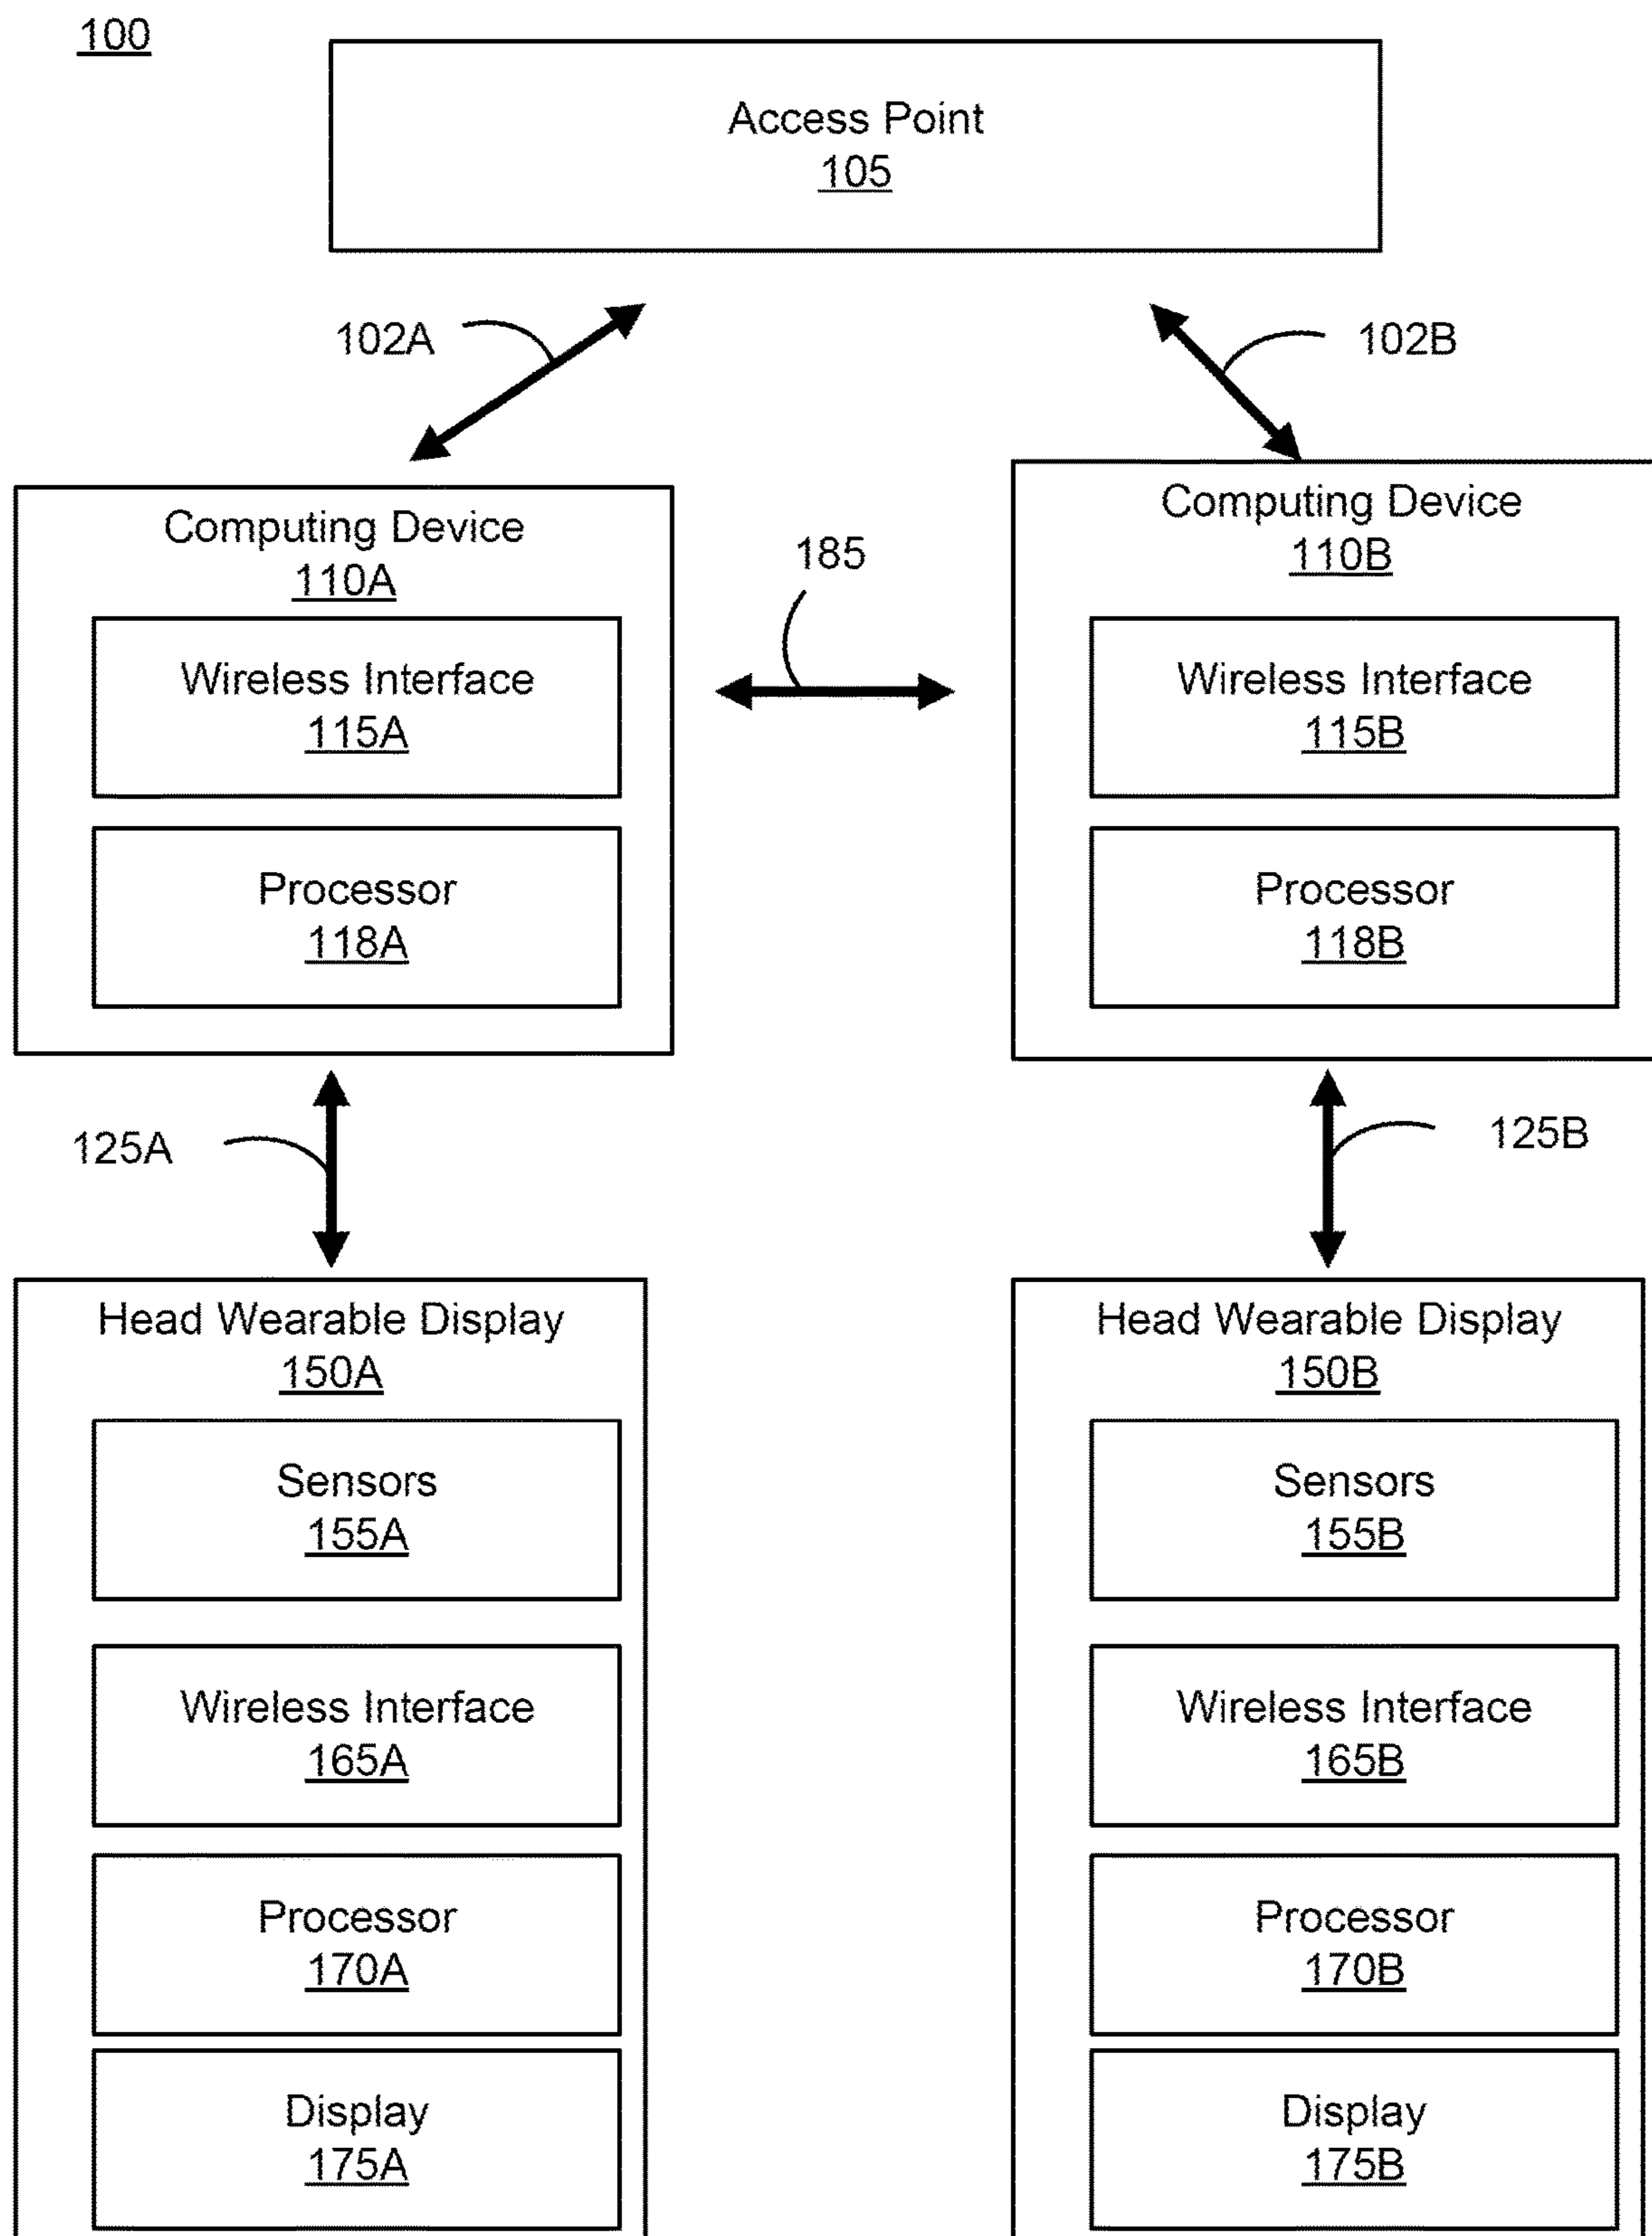 100
Access Point
105
102A
102B
Computing Device
110A
Wireless Interface
115A
Processor
118A
185
Computing Device
110B
Wireless Interface
115B
Processor
118B
125A
125B
Head Wearable Display
150A
Sensors
155A
Wireless Interface
165A
Processor
170A
Display
175A
Head Wearable Display
150B
Sensors
155B
Wireless Interface
165B
Processor
170B
Display
175B